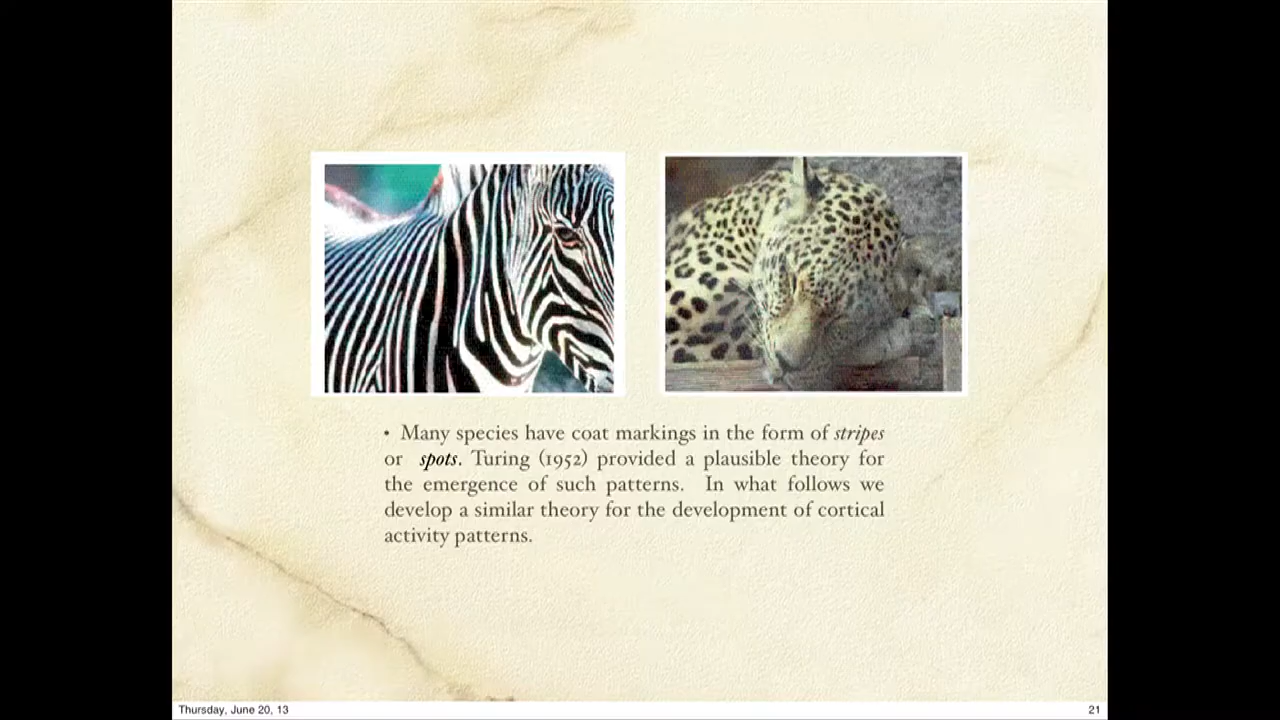 • Many species have coat markings in the form of stripes
or spots. Turing (1952) provided a plausible theory for
the emergence of such patterns. In what follows we
develop a similar theory for the development of cortical
activity patterns.
Thursday, June 20, 13
21